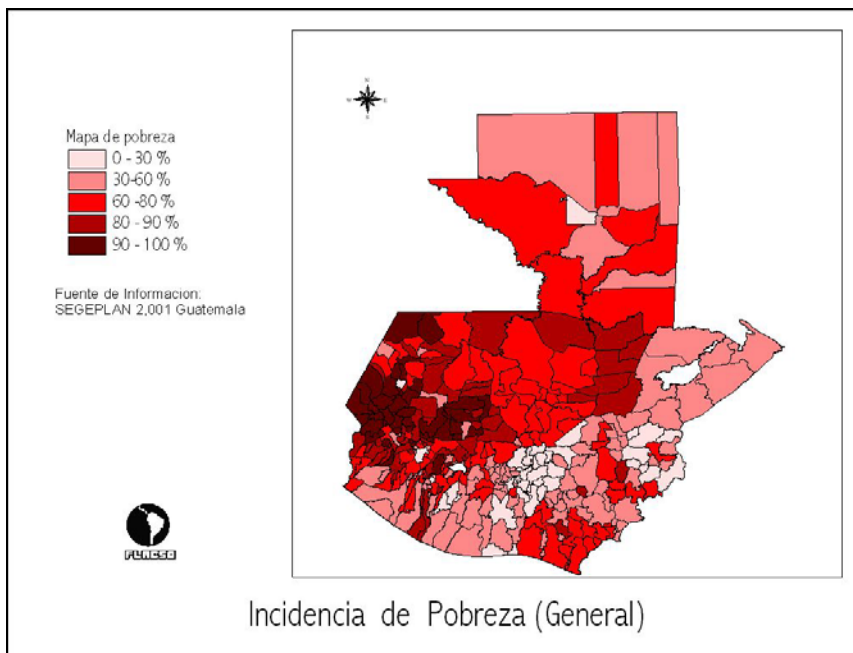 N
W E
S
Mapa de pobreza
0 - 30 %
30-60 %
60 -80 %
80 - 90 %
90 - 100 %
Fuente de Informacion:
SEGEPLAN 2,001 Guatemala
FLACSO
Incidencia de Pobreza (General)